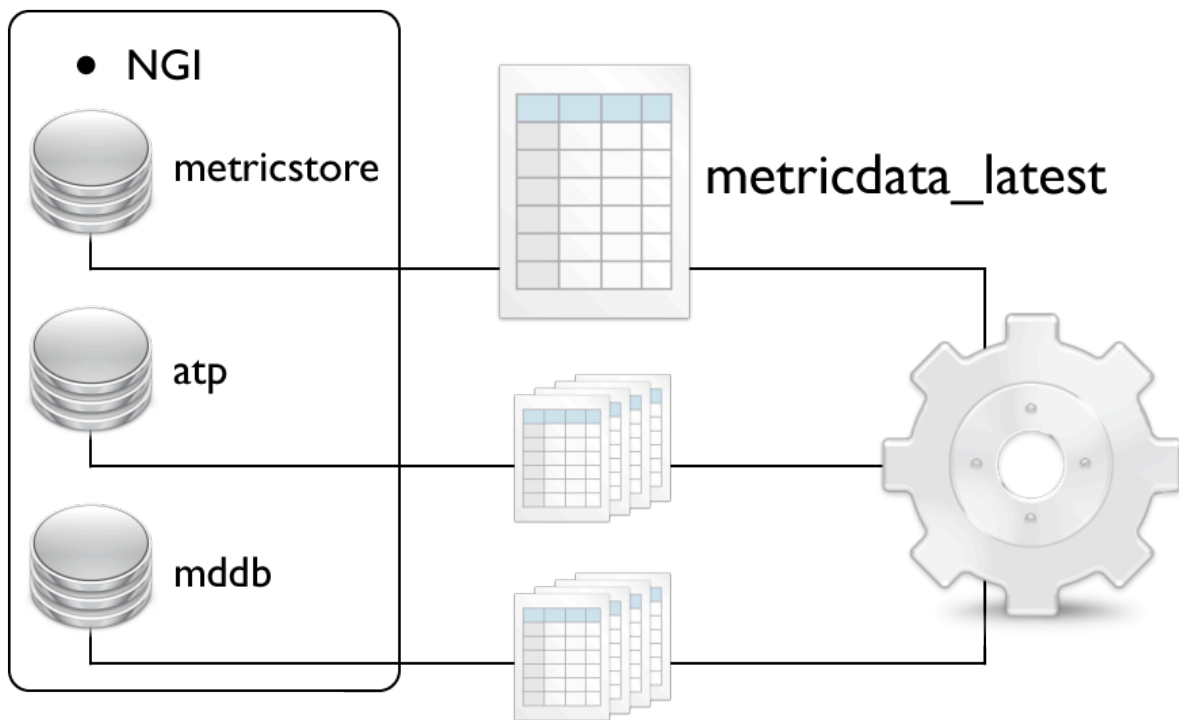 • NGI
metricstore
metricdata_latest
atp
mddb